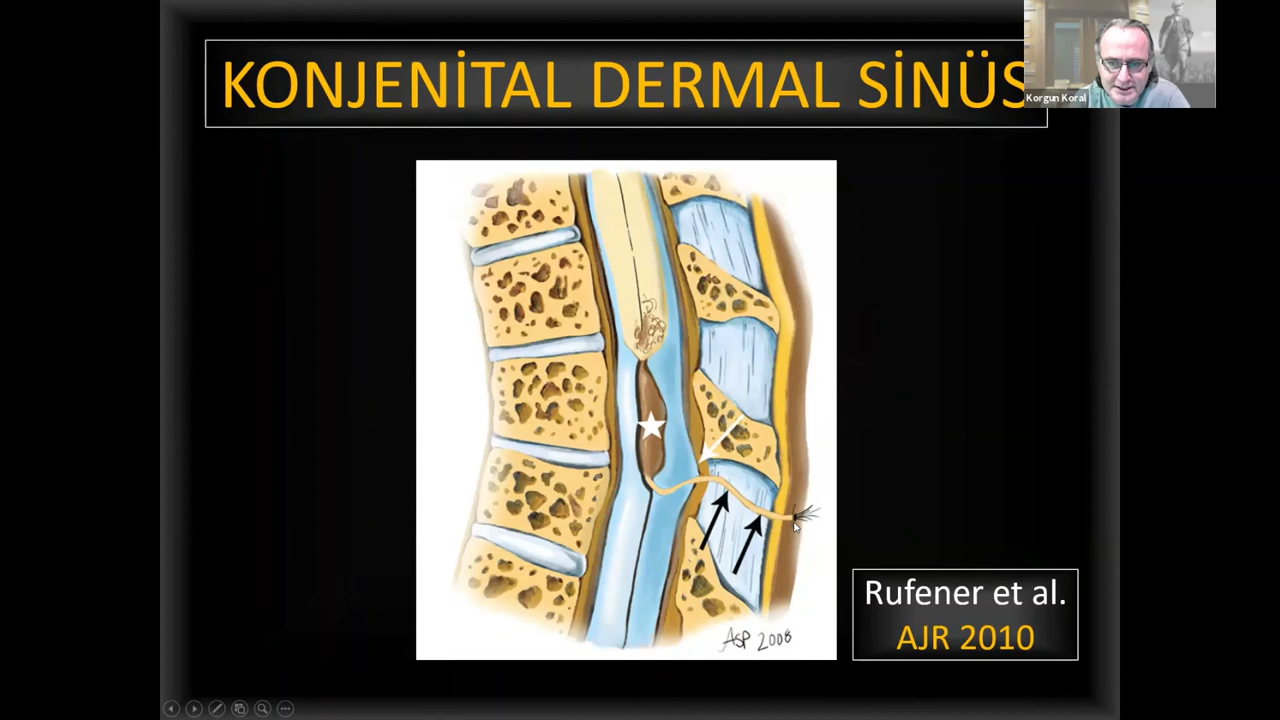 KONJENİTAL DERMAL SİNÜS
Korgun Koral
ASP 2008
Rufener et al.
AJR 2010